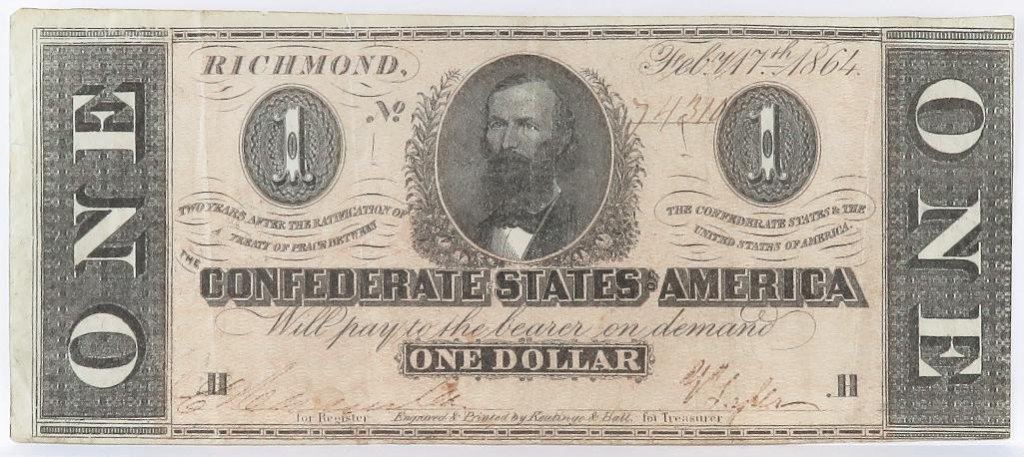 ONE
RICHMOND,
Feby. 17th. 1864.
No
74310
1
1
TWO YEARS AFTER THE RATIFICATION OF
A TREATY OF PEACE BETWEEN
THE CONFEDERATE STATES & THE
UNITED STATES OF AMERICA.
THE
CONFEDERATE STATES OF AMERICA
Will pay to the bearer on demand
ONE DOLLAR
H
.H
for Register
Engraved & Printed by Keatinge & Ball.
for Treasurer
ONE